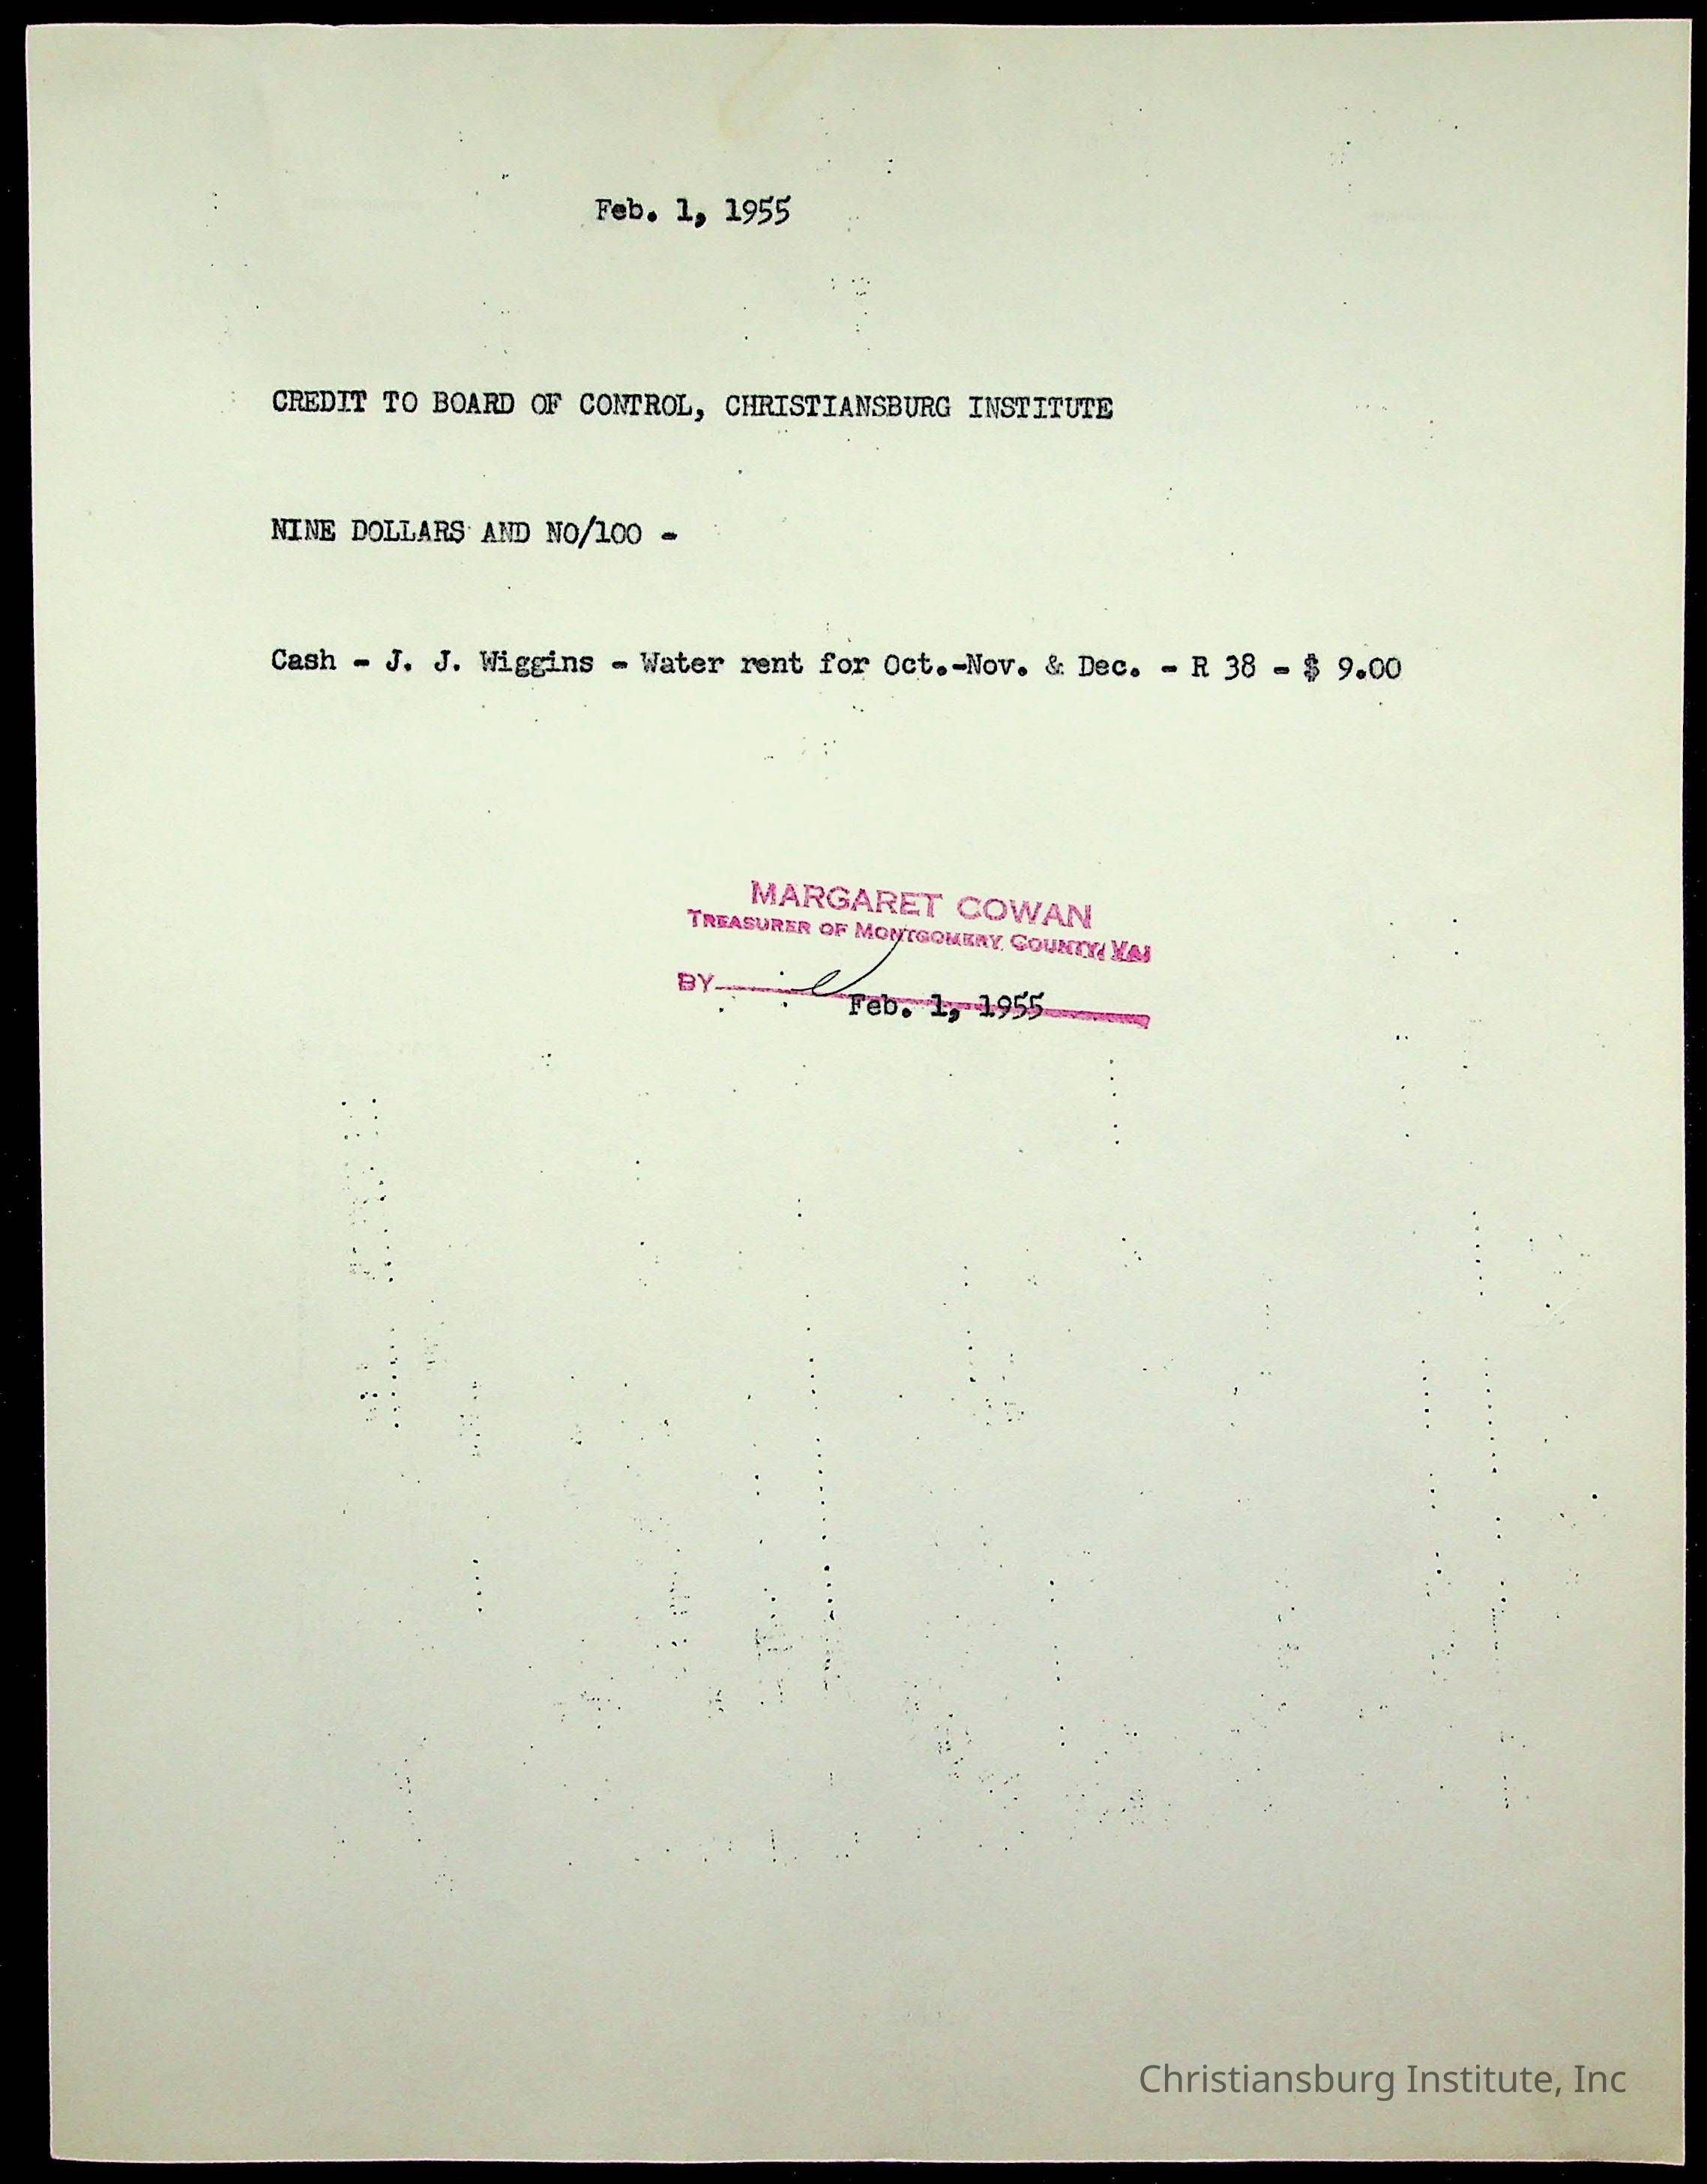 Feb. 1, 1955
CREDIT TO BOARD OF CONTROL, CHRISTIANSBURG INSTITUTE
NINE DOLLARS AND NO/100 -
Cash - J. J. Wiggins - Water rent for Oct.-Nov. & Dec. - R 38 - $ 9.00
MARGARET COWAN
TREASURER OF MONTGOMERY COUNTY, VA.
BY
Feb. 1, 1955
Christiansburg Institute, Inc